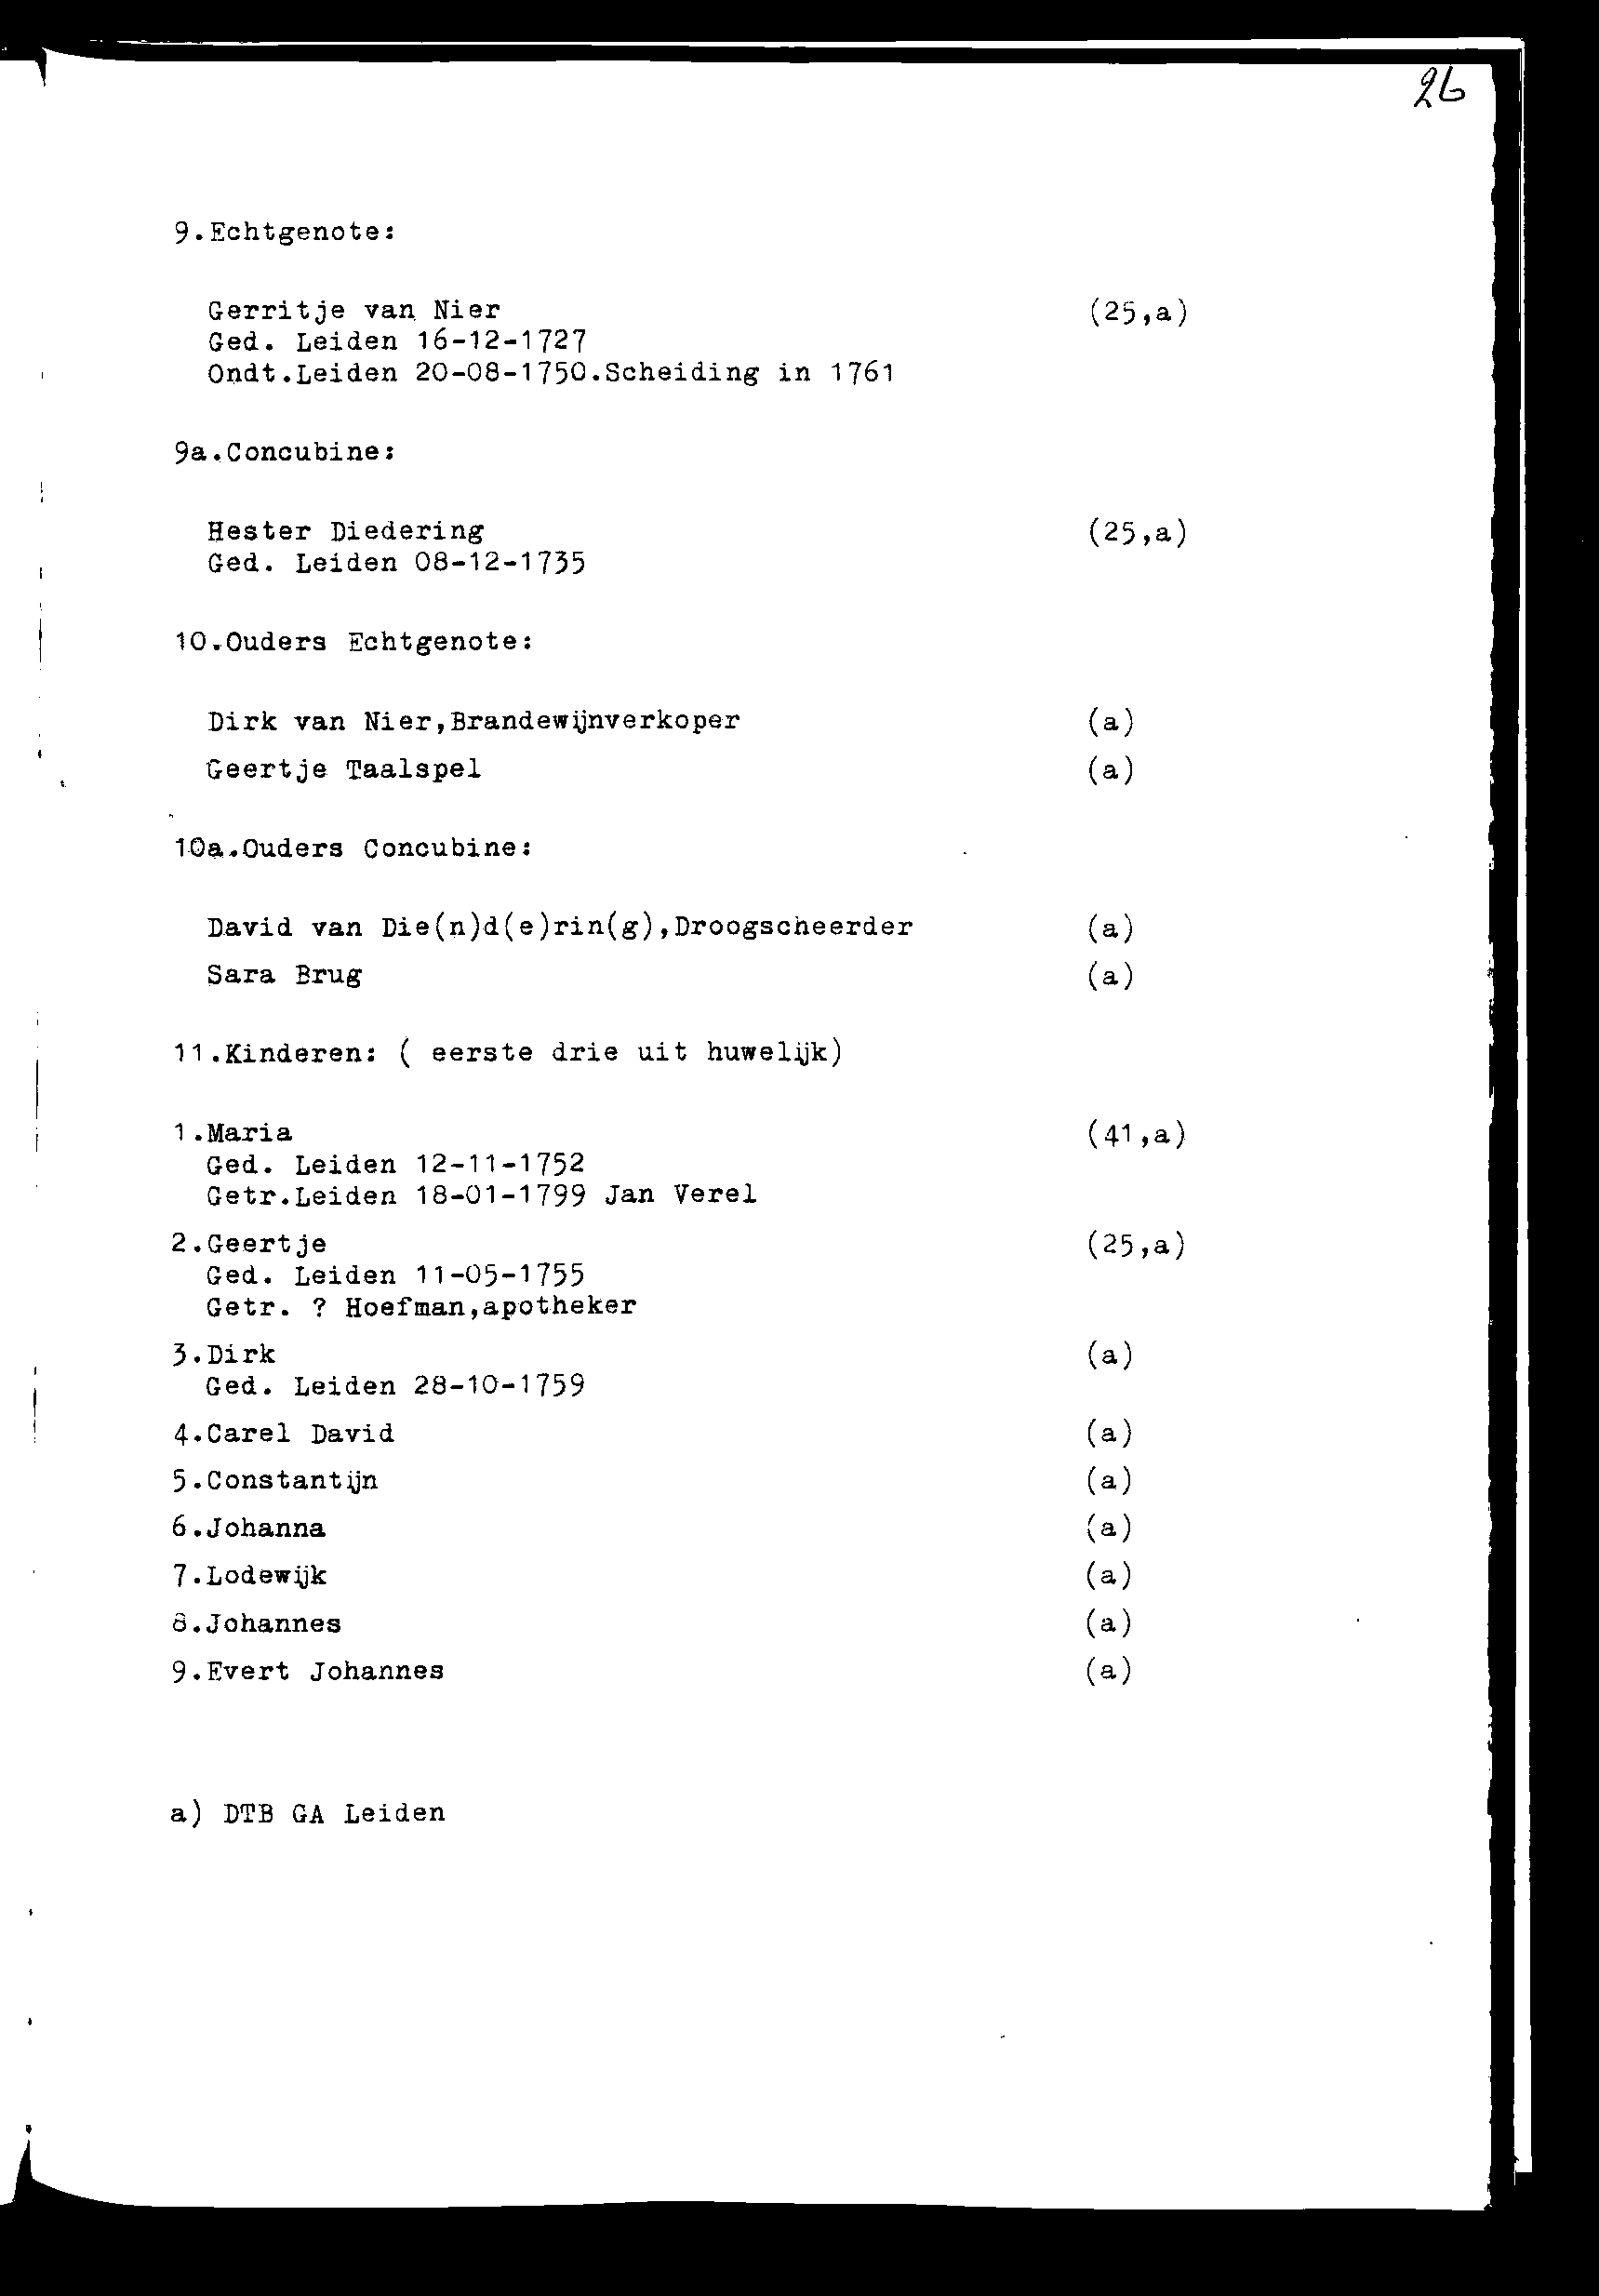 26
9.Echtgenote:
Gerritje van Nier (25,a)
Ged. Leiden 16-12-1727
Ondt.Leiden 20-08-1750.Scheiding in 1761
9a.Concubine:
Hester Diedering (25,a)
Ged. Leiden 08-12-1735
10.Ouders Echtgenote:
Dirk van Nier,Brandewijnverkoper (a)
Geertje Taalspel (a)
10a.Ouders Concubine:
David van Die(n)d(e)rin(g),Droogscheerder (a)
Sara Brug (a)
11.Kinderen: ( eerste drie uit huwelijk)
1.Maria (41,a)
Ged. Leiden 12-11-1752
Getr.Leiden 18-01-1799 Jan Verel
2.Geertje (25,a)
Ged. Leiden 11-05-1755
Getr. ? Hoefman,apotheker
3.Dirk (a)
Ged. Leiden 28-10-1759
4.Carel David (a)
5.Constantijn (a)
6.Johanna (a)
7.Lodewijk (a)
8.Johannes (a)
9.Evert Johannes (a)
a) DTB GA Leiden